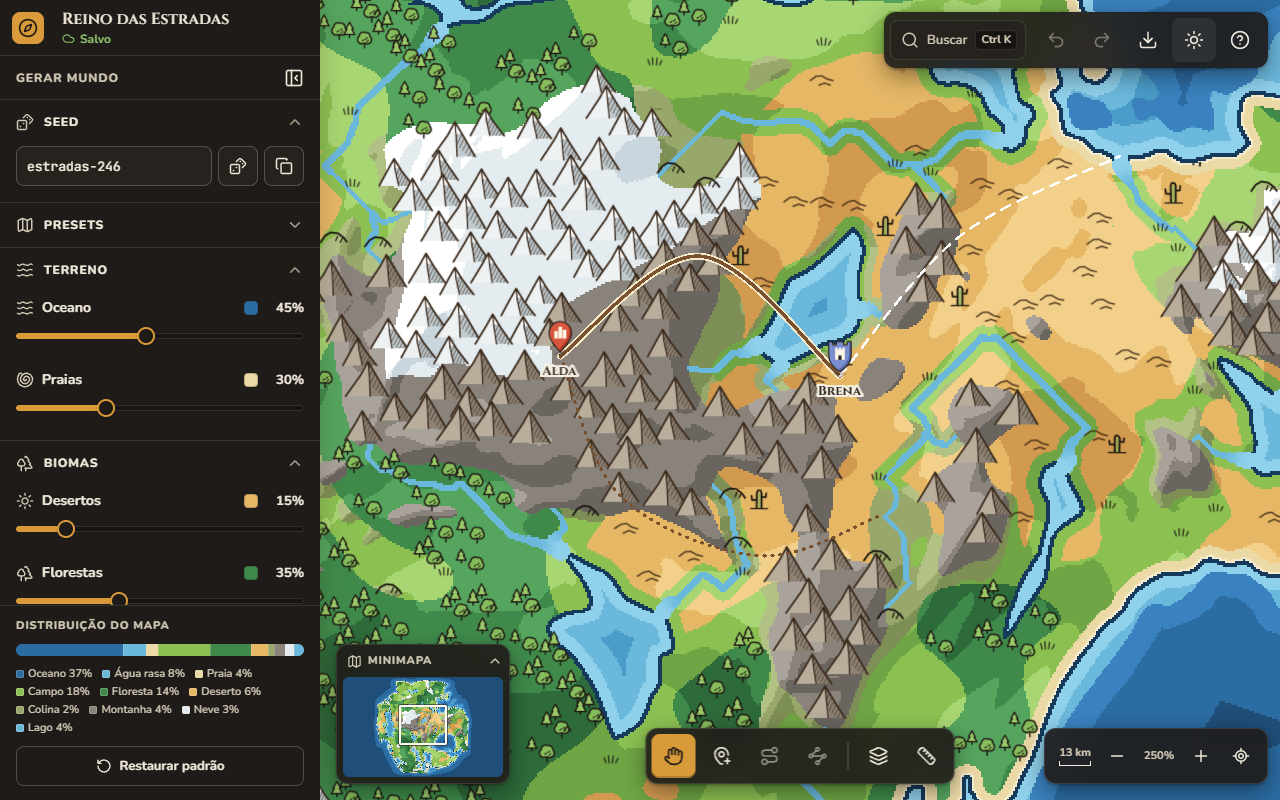 Reino das Estradas
Salvo
GERAR MUNDO
SEED
estradas-246
PRESETS
TERRENO
Oceano 45%
Praias 30%
BIOMAS
Desertos 15%
Florestas 35%
DISTRIBUIÇÃO DO MAPA
Oceano 37% Água rasa 8% Praia 4%
Campo 18% Floresta 14% Deserto 6%
Colina 2% Montanha 4% Neve 3%
Lago 4%
Restaurar padrão
Buscar Ctrl K
Alda
Brena
MINIMAPA
13 km
250%